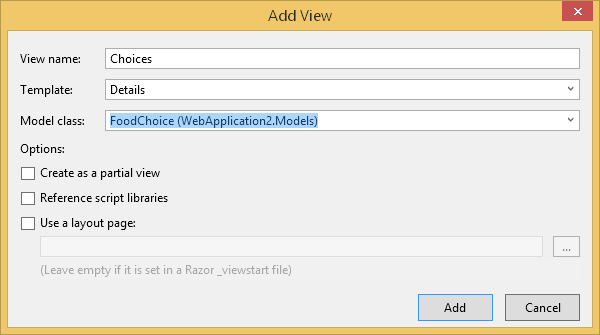 Add View
View name: Choices
Template: Details
Model class: FoodChoice (WebApplication2.Models)
Options:
Create as a partial view
Reference script libraries
Use a layout page:
...
(Leave empty if it is set in a Razor _viewstart file)
Add Cancel